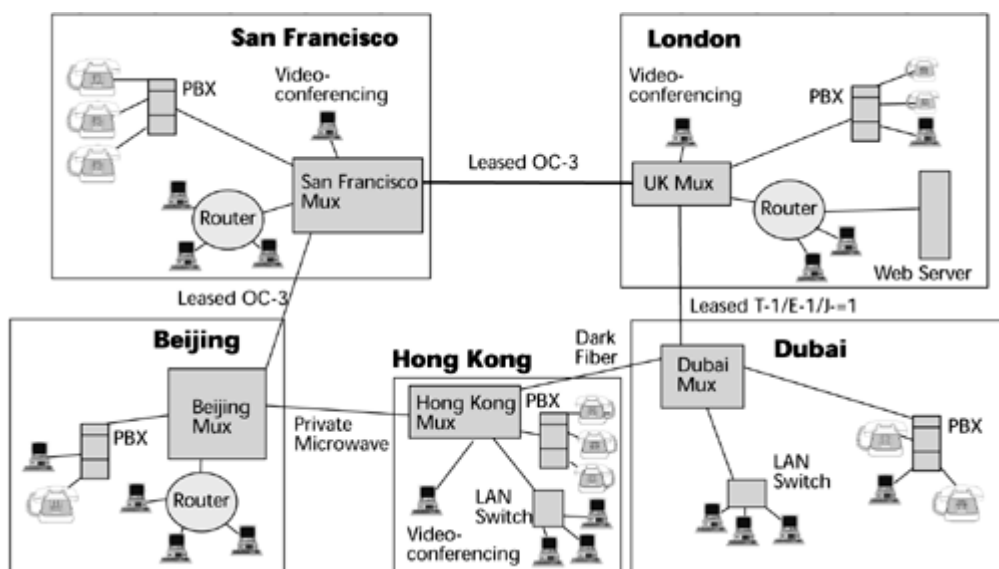 San Francisco
PBX
Video-
conferencing
San Francisco
Mux
Router
Leased OC-3
London
Video-
conferencing
PBX
UK Mux
Router
Web Server
Leased OC-3
Leased T-1/E-1/J-=1
Beijing
Beijing
Mux
PBX
Router
Private
Microwave
Hong Kong
Hong Kong
Mux
PBX
LAN
Switch
Video-
conferencing
Dark
Fiber
Dubai
Dubai
Mux
PBX
LAN
Switch